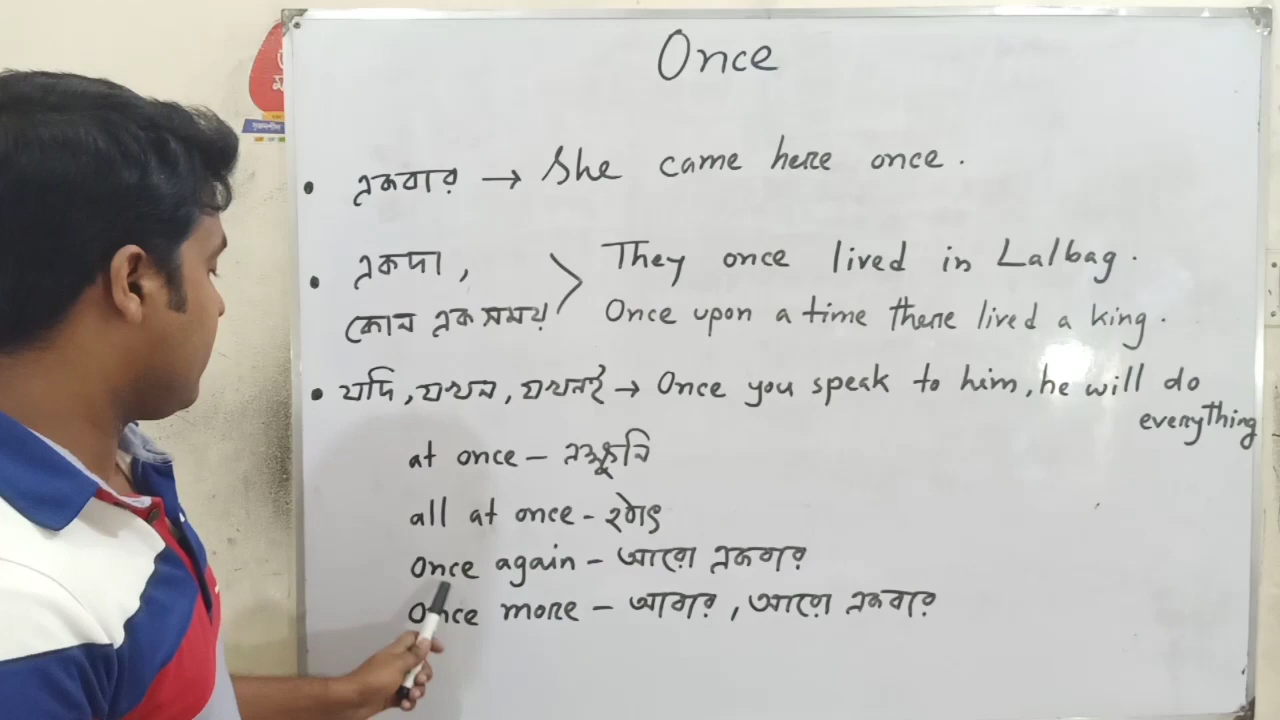 Once
• একবার → She came here once.
• একদা, They once lived in Lalbag.
কোন এক সময় > Once upon a time there lived a king.
• যদি, যখন, যখনই → Once you speak to him, he will do
everything
at once – এক্ষুনি
all at once - হঠাৎ
Once again – আরো একবার
Once more – আবার, আরো একবার